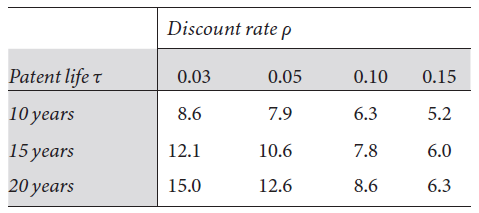 Discount rate ρ
Patent life τ 0.03 0.05 0.10 0.15
10 years 8.6 7.9 6.3 5.2
15 years 12.1 10.6 7.8 6.0
20 years 15.0 12.6 8.6 6.3